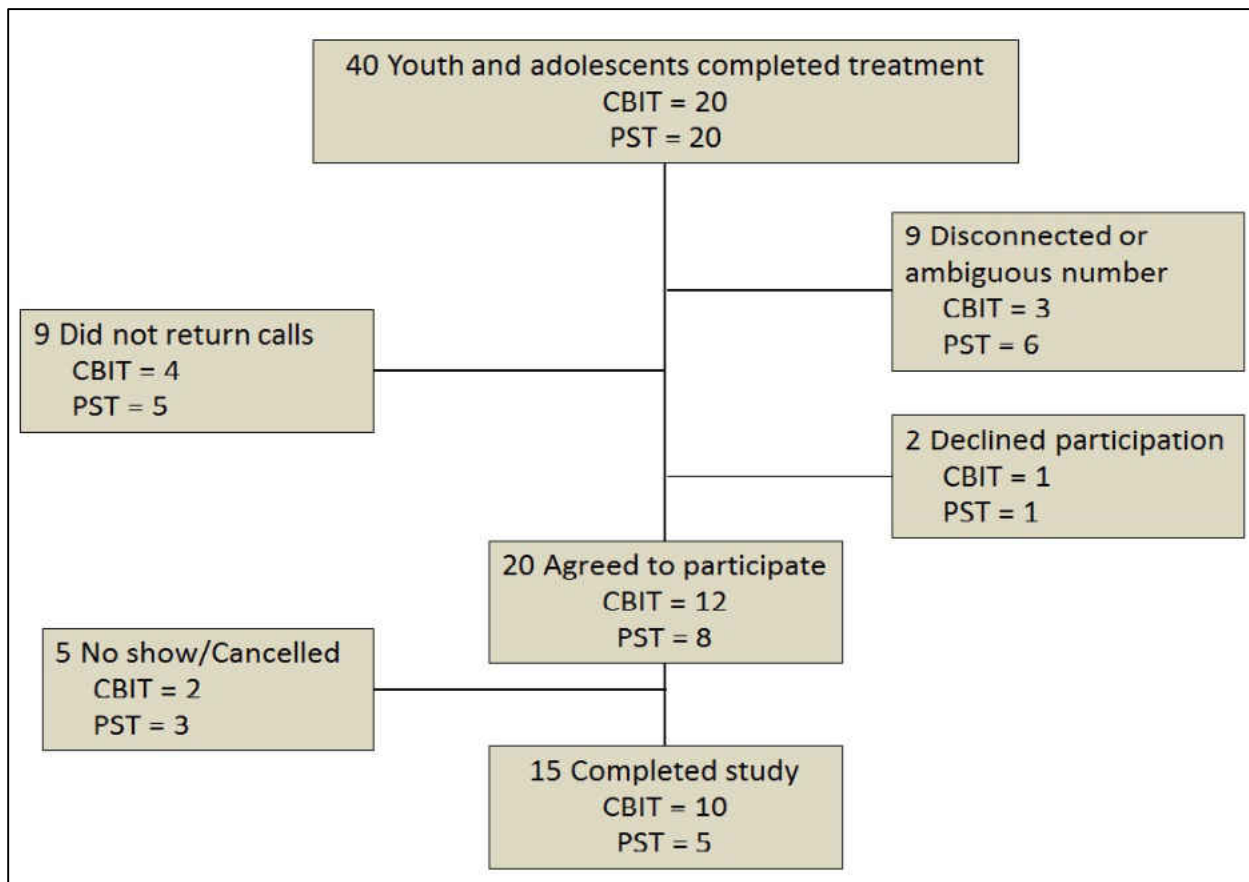 40 Youth and adolescents completed treatment
CBIT = 20
PST = 20
9 Disconnected or
ambiguous number
CBIT = 3
PST = 6
9 Did not return calls
CBIT = 4
PST = 5
2 Declined participation
CBIT = 1
PST = 1
20 Agreed to participate
CBIT = 12
PST = 8
5 No show/Cancelled
CBIT = 2
PST = 3
15 Completed study
CBIT = 10
PST = 5